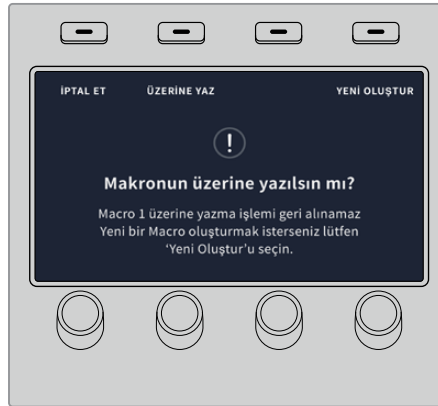 İPTAL ET ÜZERİNE YAZ YENİ OLUŞTUR
Makronun üzerine yazılsın mı?
Macro 1 üzerine yazma işlemi geri alınamaz
Yeni bir Macro oluşturmak isterseniz lütfen
‘Yeni Oluştur’u seçin.